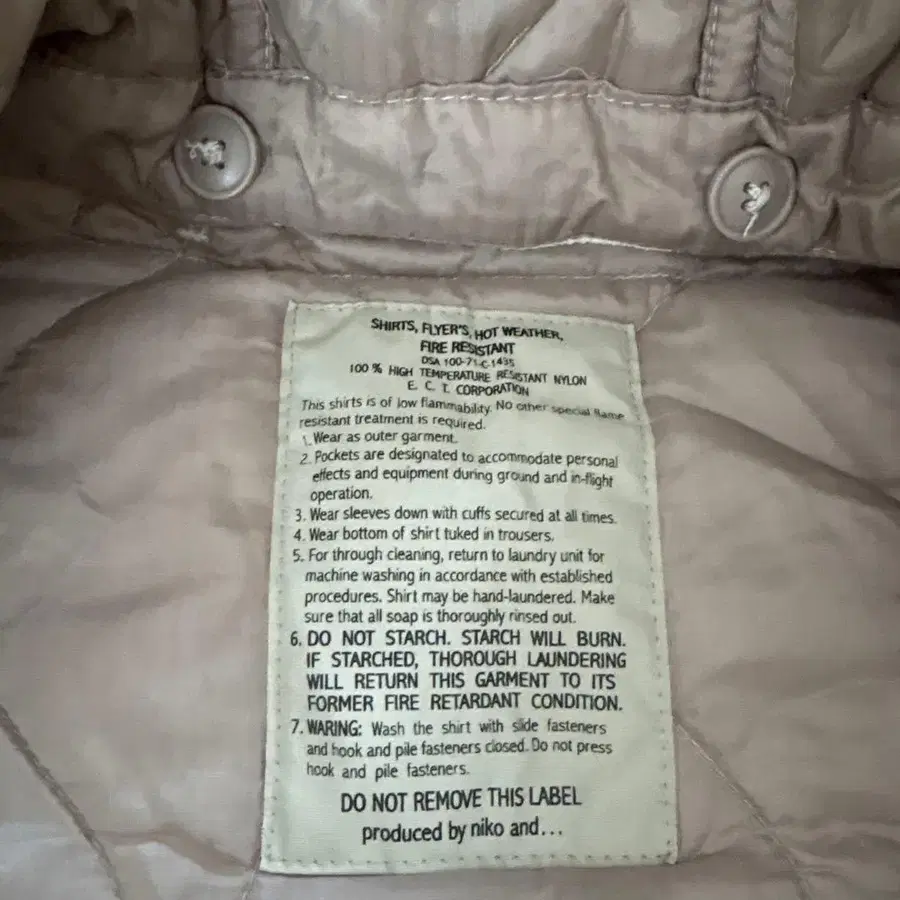 SHIRTS, FLYER'S, HOT WEATHER,
FIRE RESISTANT
DSA 100-71-C-1435
100 % HIGH TEMPERATURE RESISTANT NYLON
E. C. T. CORPORATION
This shirts is of low flammability. No other special flame
resistant treatment is required.
1. Wear as outer garment.
2. Pockets are designated to accommodate personal
effects and equipment during ground and in-flight
operation.
3. Wear sleeves down with cuffs secured at all times.
4. Wear bottom of shirt tuked in trousers.
5. For through cleaning, return to laundry unit for
machine washing in accordance with established
procedures. Shirt may be hand-laundered. Make
sure that all soap is thoroughly rinsed out.
6. DO NOT STARCH. STARCH WILL BURN.
IF STARCHED, THOROUGH LAUNDERING
WILL RETURN THIS GARMENT TO ITS
FORMER FIRE RETARDANT CONDITION.
7. WARING: Wash the shirt with slide fasteners
and hook and pile fasteners closed. Do not press
hook and pile fasteners.
DO NOT REMOVE THIS LABEL
produced by niko and...